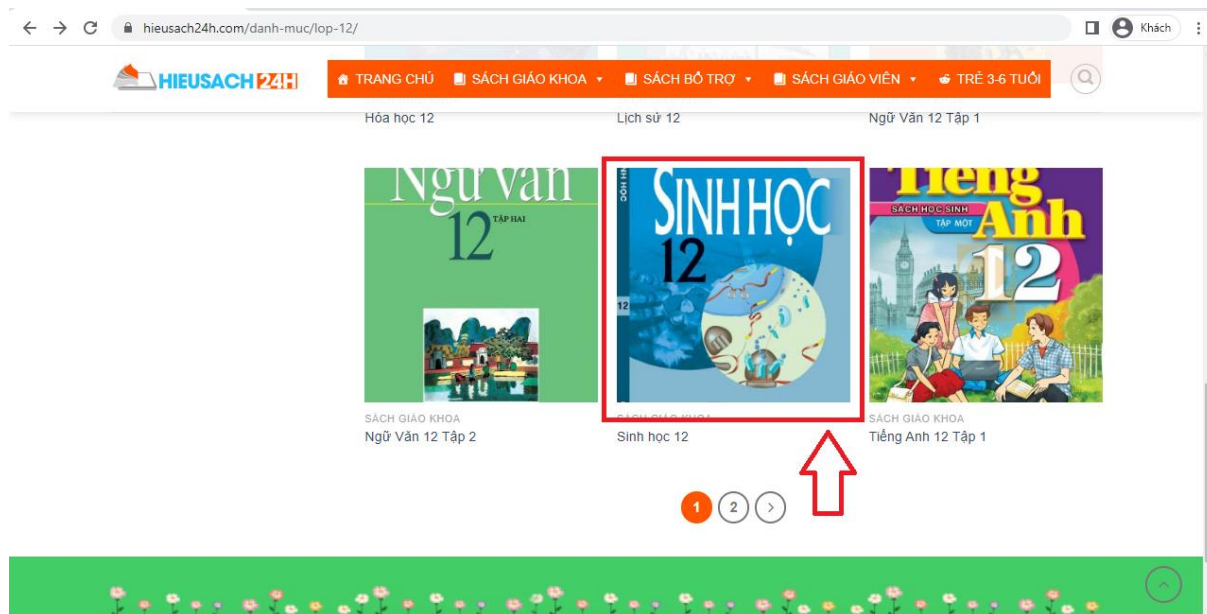 hieusach24h.com/danh-muc/lop-12/
Khách
HIEUSACH 24H
TRANG CHỦ
SÁCH GIÁO KHOA
SÁCH BỔ TRỢ
SÁCH GIÁO VIÊN
TRẺ 3-6 TUỔI
Hóa học 12
Lịch sử 12
Ngữ Văn 12 Tập 1
Ngữ văn
12
TẬP HAI
SINH HỌC
12
12
Tiếng
SÁCH HỌC SINH
TẬP MỘT
Anh
12
SÁCH GIÁO KHOA
Ngữ Văn 12 Tập 2
SÁCH GIÁO KHOA
Sinh học 12
SÁCH GIÁO KHOA
Tiếng Anh 12 Tập 1
1
2